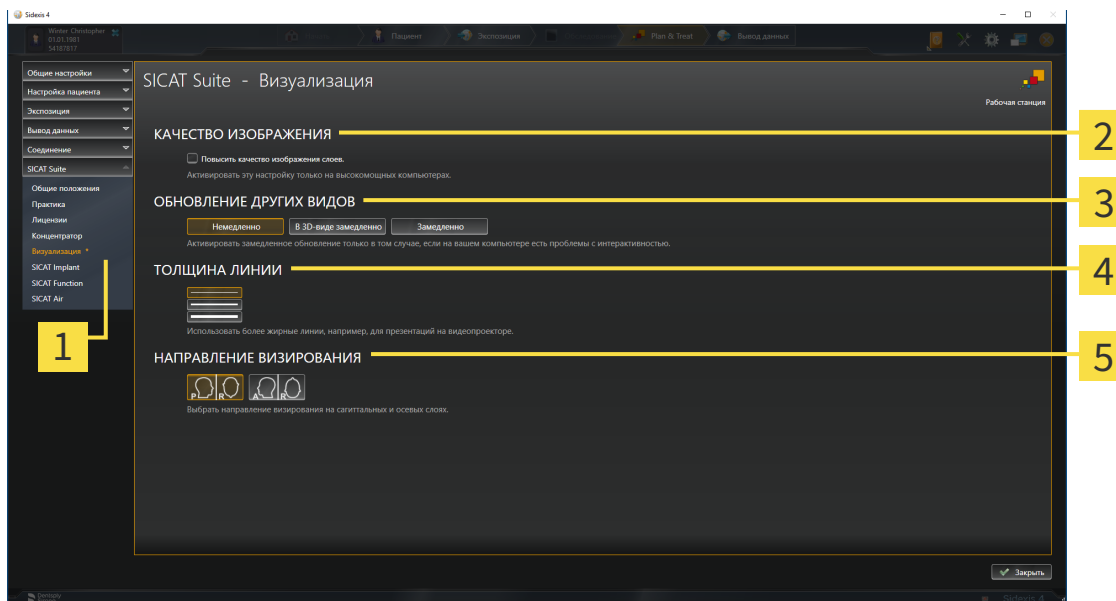 Sidexis 4
Winter Christopher
01.01.1981
54187817
Пациент
Экспозиция
Plan & Treat
Вывод данных
Общие настройки
Настройка пациента
Экспозиция
Вывод данных
Соединение
SICAT Suite
Общие положения
Практика
Лицензии
Концентратор
Визуализация *
SICAT Implant
SICAT Function
SICAT Air
1
SICAT Suite - Визуализация
Рабочая станция
КАЧЕСТВО ИЗОБРАЖЕНИЯ
2
Повысить качество изображения слоев.
Активировать эту настройку только на высокомощных компьютерах.
ОБНОВЛЕНИЕ ДРУГИХ ВИДОВ
3
Немедленно
В 3D-виде замедленно
Замедленно
Активировать замедленное обновление только в том случае, если на вашем компьютере есть проблемы с интерактивностью.
ТОЛЩИНА ЛИНИИ
4
Использовать более жирные линии, например, для презентаций на видеопроекторе.
НАПРАВЛЕНИЕ ВИЗИРОВАНИЯ
5
P R
A R
Выбрать направление визирования на сагиттальных и осевых слоях.
Закрыть
Dentsply
Sidexis 4